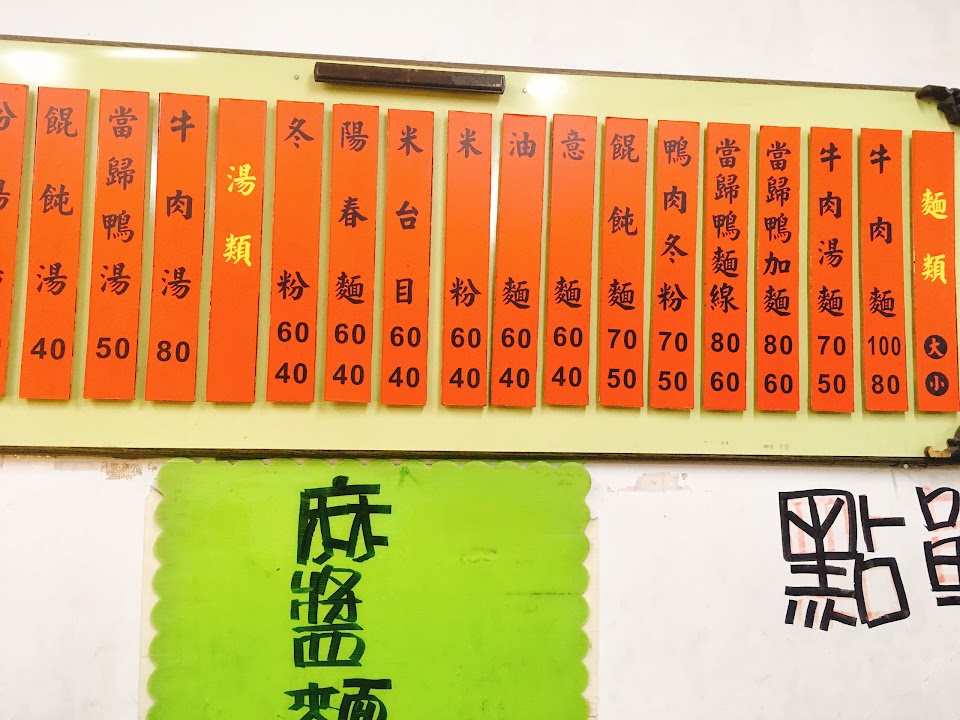 麵類 大 小
牛肉麵 100 80
牛肉湯麵 70 50
當歸鴨加麵 80 60
當歸鴨麵線 80 60
鴨肉冬粉 70 50
餛飩麵 70 50
意麵 60 40
油麵 60 40
米粉 60 40
米台目 60 40
陽春麵 60 40
冬粉 60 40
湯類
牛肉湯 80
當歸鴨湯 50
餛飩湯 40
麻醬麵
點